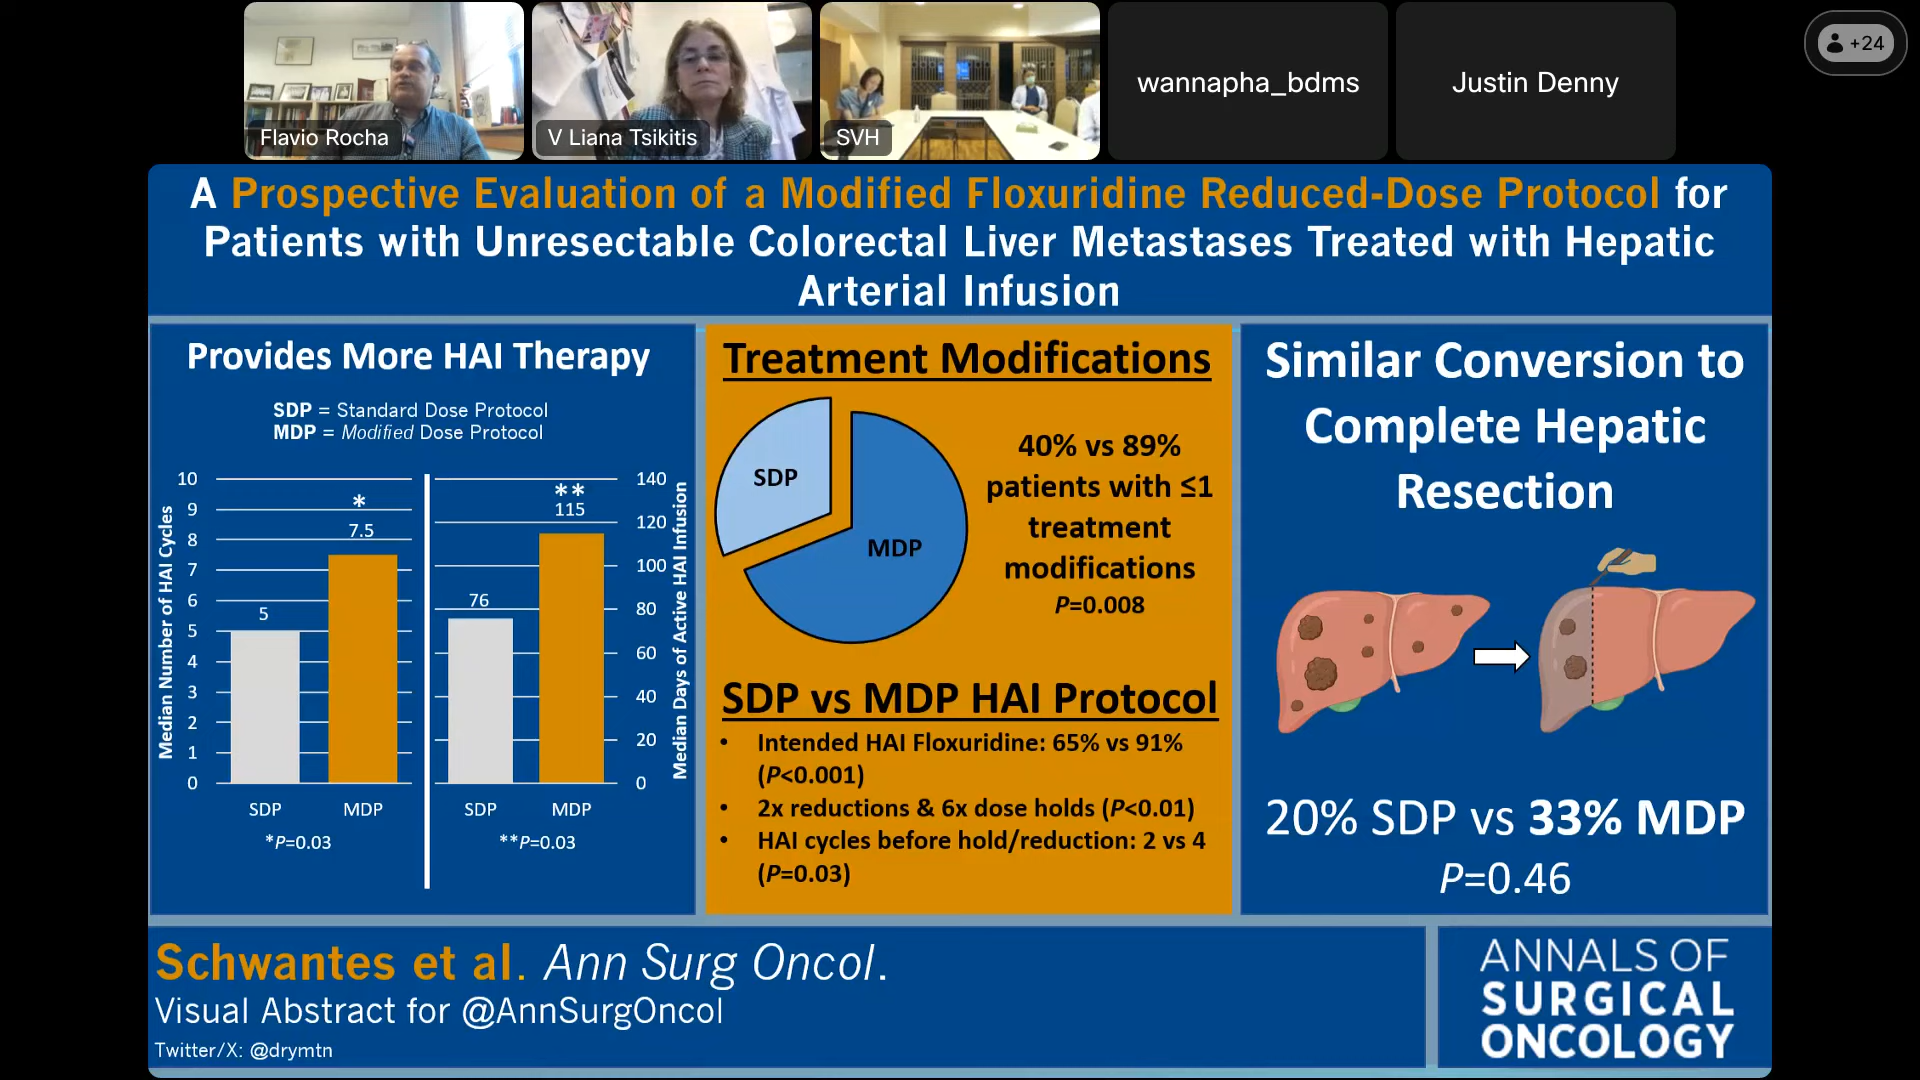 Flavio Rocha
V Liana Tsikitis
SVH
wannapha_bdms
Justin Denny
+24
A Prospective Evaluation of a Modified Floxuridine Reduced-Dose Protocol for
Patients with Unresectable Colorectal Liver Metastases Treated with Hepatic
Arterial Infusion
Provides More HAI Therapy
SDP = Standard Dose Protocol
MDP = Modified Dose Protocol
Median Number of HAI Cycles
10
9
8
7
6
5
4
3
2
1
0
5
*
7.5
SDP
MDP
*P=0.03
76
**
115
SDP
MDP
**P=0.03
140
120
100
80
60
40
20
0
Median Days of Active HAI Infusion
Treatment Modifications
SDP
MDP
40% vs 89%
patients with ≤1
treatment
modifications
P=0.008
SDP vs MDP HAI Protocol
• Intended HAI Floxuridine: 65% vs 91%
(P<0.001)
• 2x reductions & 6x dose holds (P<0.01)
• HAI cycles before hold/reduction: 2 vs 4
(P=0.03)
Similar Conversion to
Complete Hepatic
Resection
20% SDP vs 33% MDP
P=0.46
Schwantes et al. Ann Surg Oncol.
Visual Abstract for @AnnSurgOncol
Twitter/X: @drymtn
ANNALS OF
SURGICAL
ONCOLOGY